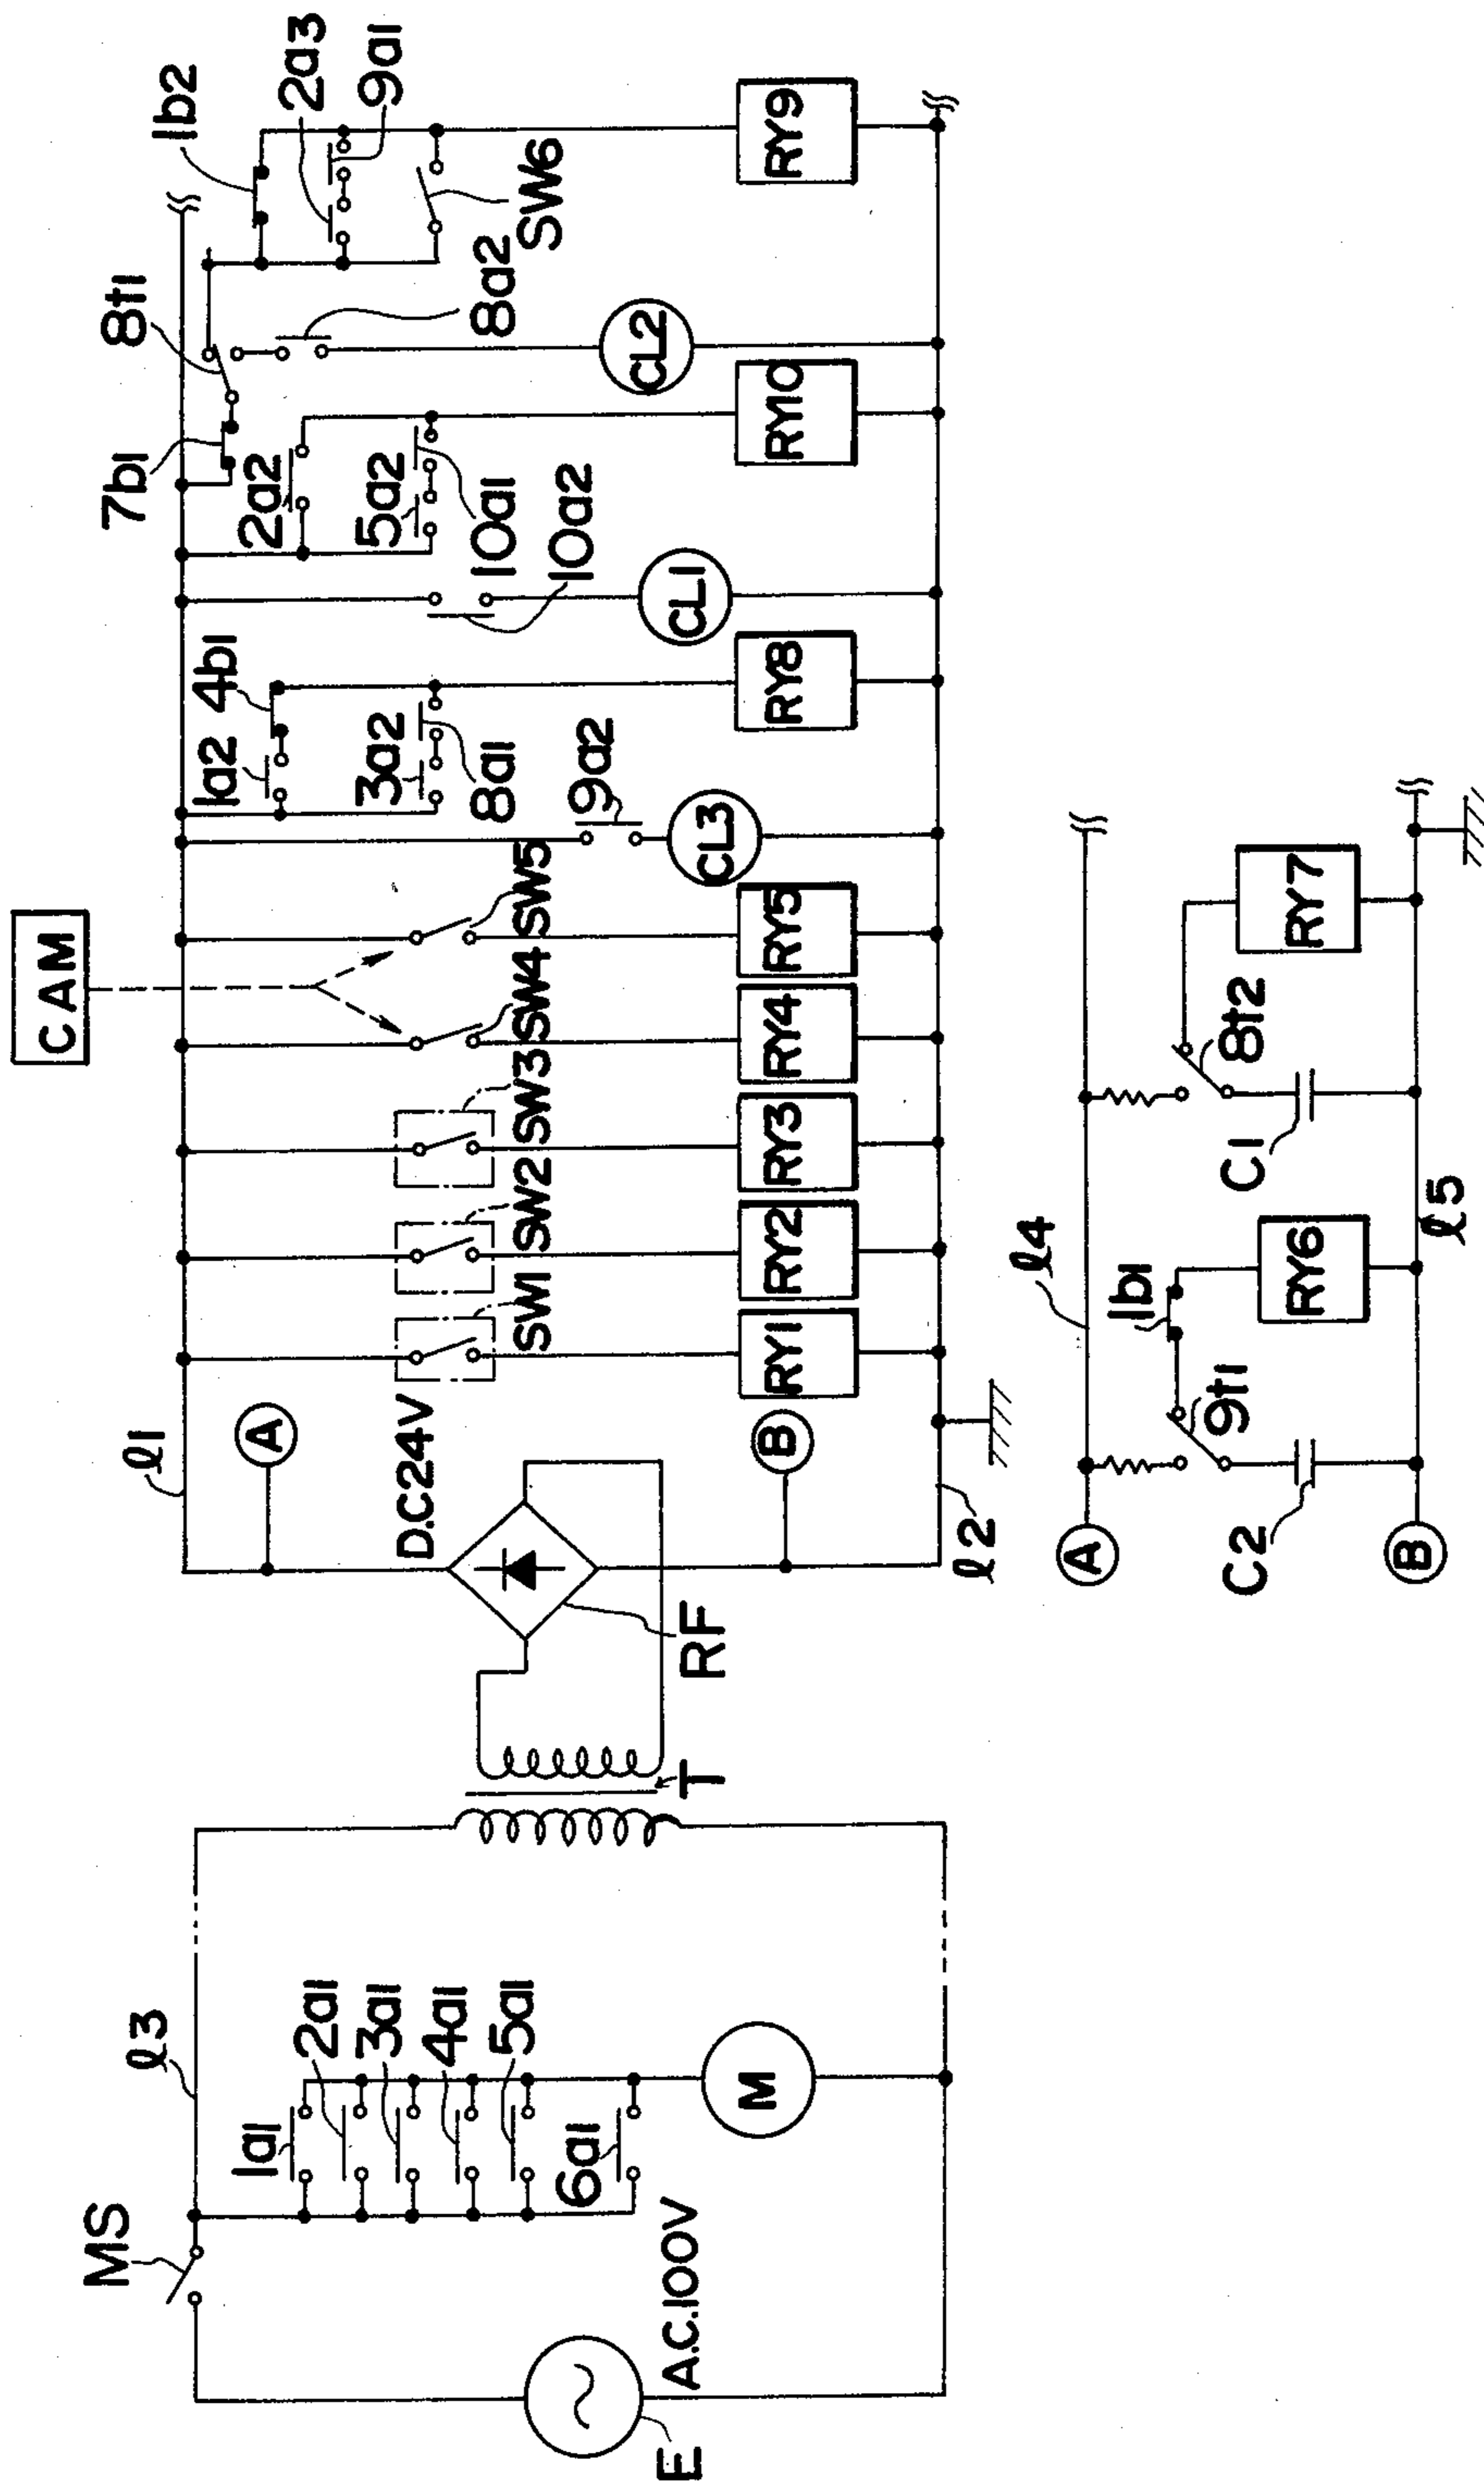 MS
ℓ3
1a1
2a1
3a1
4a1
5a1
6a1
M
A.C.100V
E
T
RF
D.C24V
ℓ1
A
B
ℓ2
CAM
SW1
SW2
SW3
SW4
SW5
RY1
RY2
RY3
RY4
RY5
9a2
CL3
1a2
4b1
3a2
8a1
RY8
10a2
CL1
2a2
5a2
10a1
RY10
7b1
8t1
8a2
CL2
1b2
2a3
9a1
SW6
RY9
A
ℓ4
9t1
1b1
C2
RY6
8t2
C1
RY7
B
ℓ5